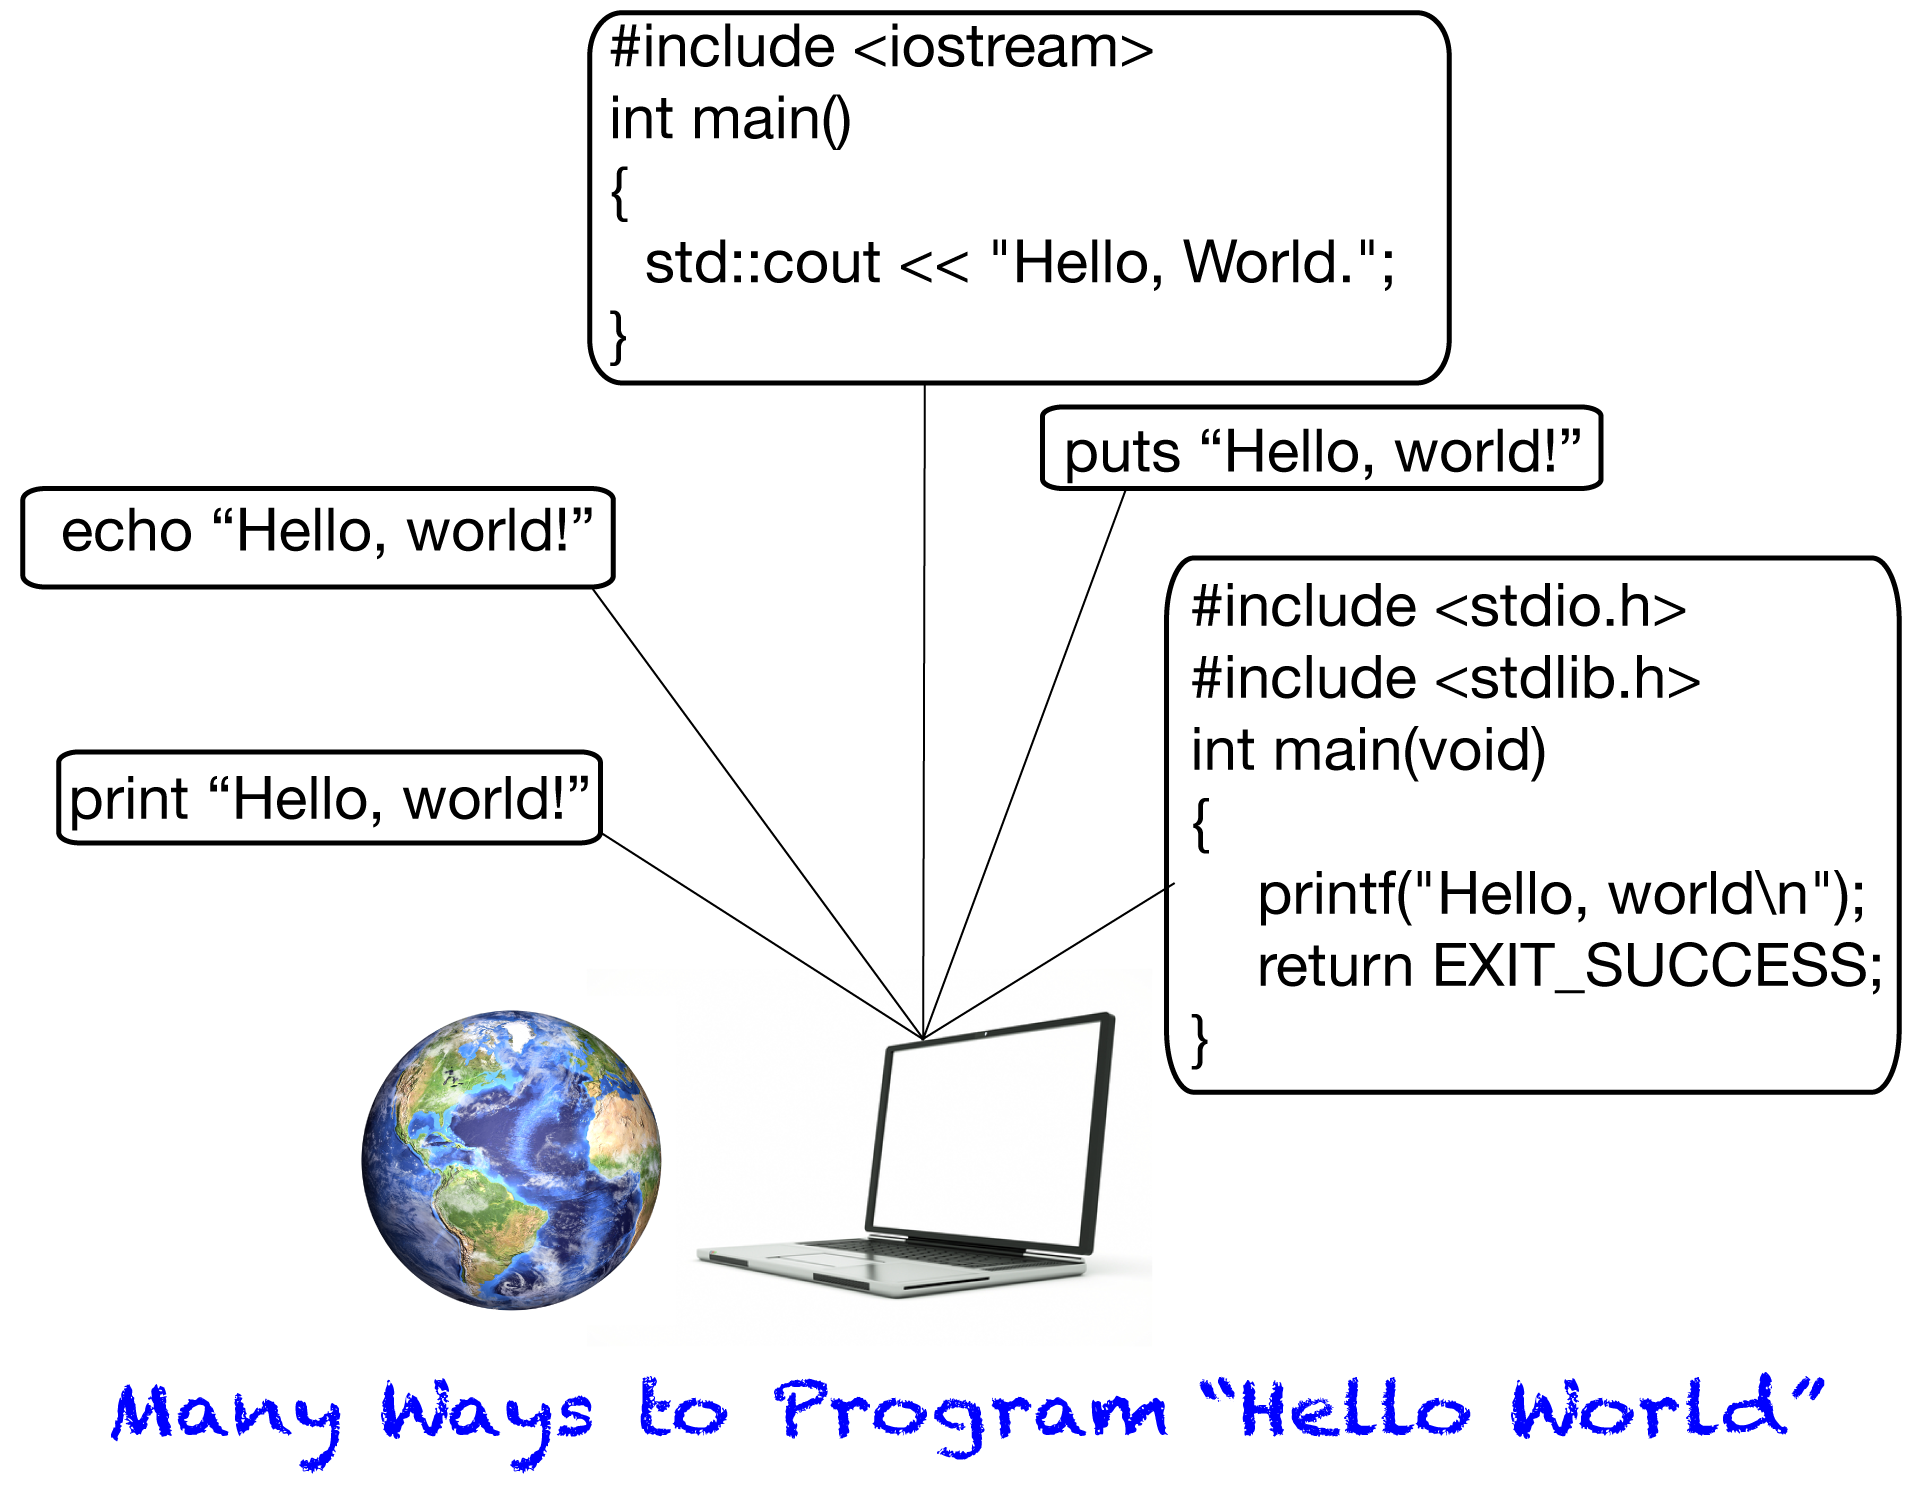 #include <iostream>
int main()
{
  std::cout << "Hello, World.";
}
puts “Hello, world!”
echo “Hello, world!”
#include <stdio.h>
#include <stdlib.h>
int main(void)
{
    printf("Hello, world\n");
    return EXIT_SUCCESS;
}
print “Hello, world!”
Many Ways to Program “Hello World”